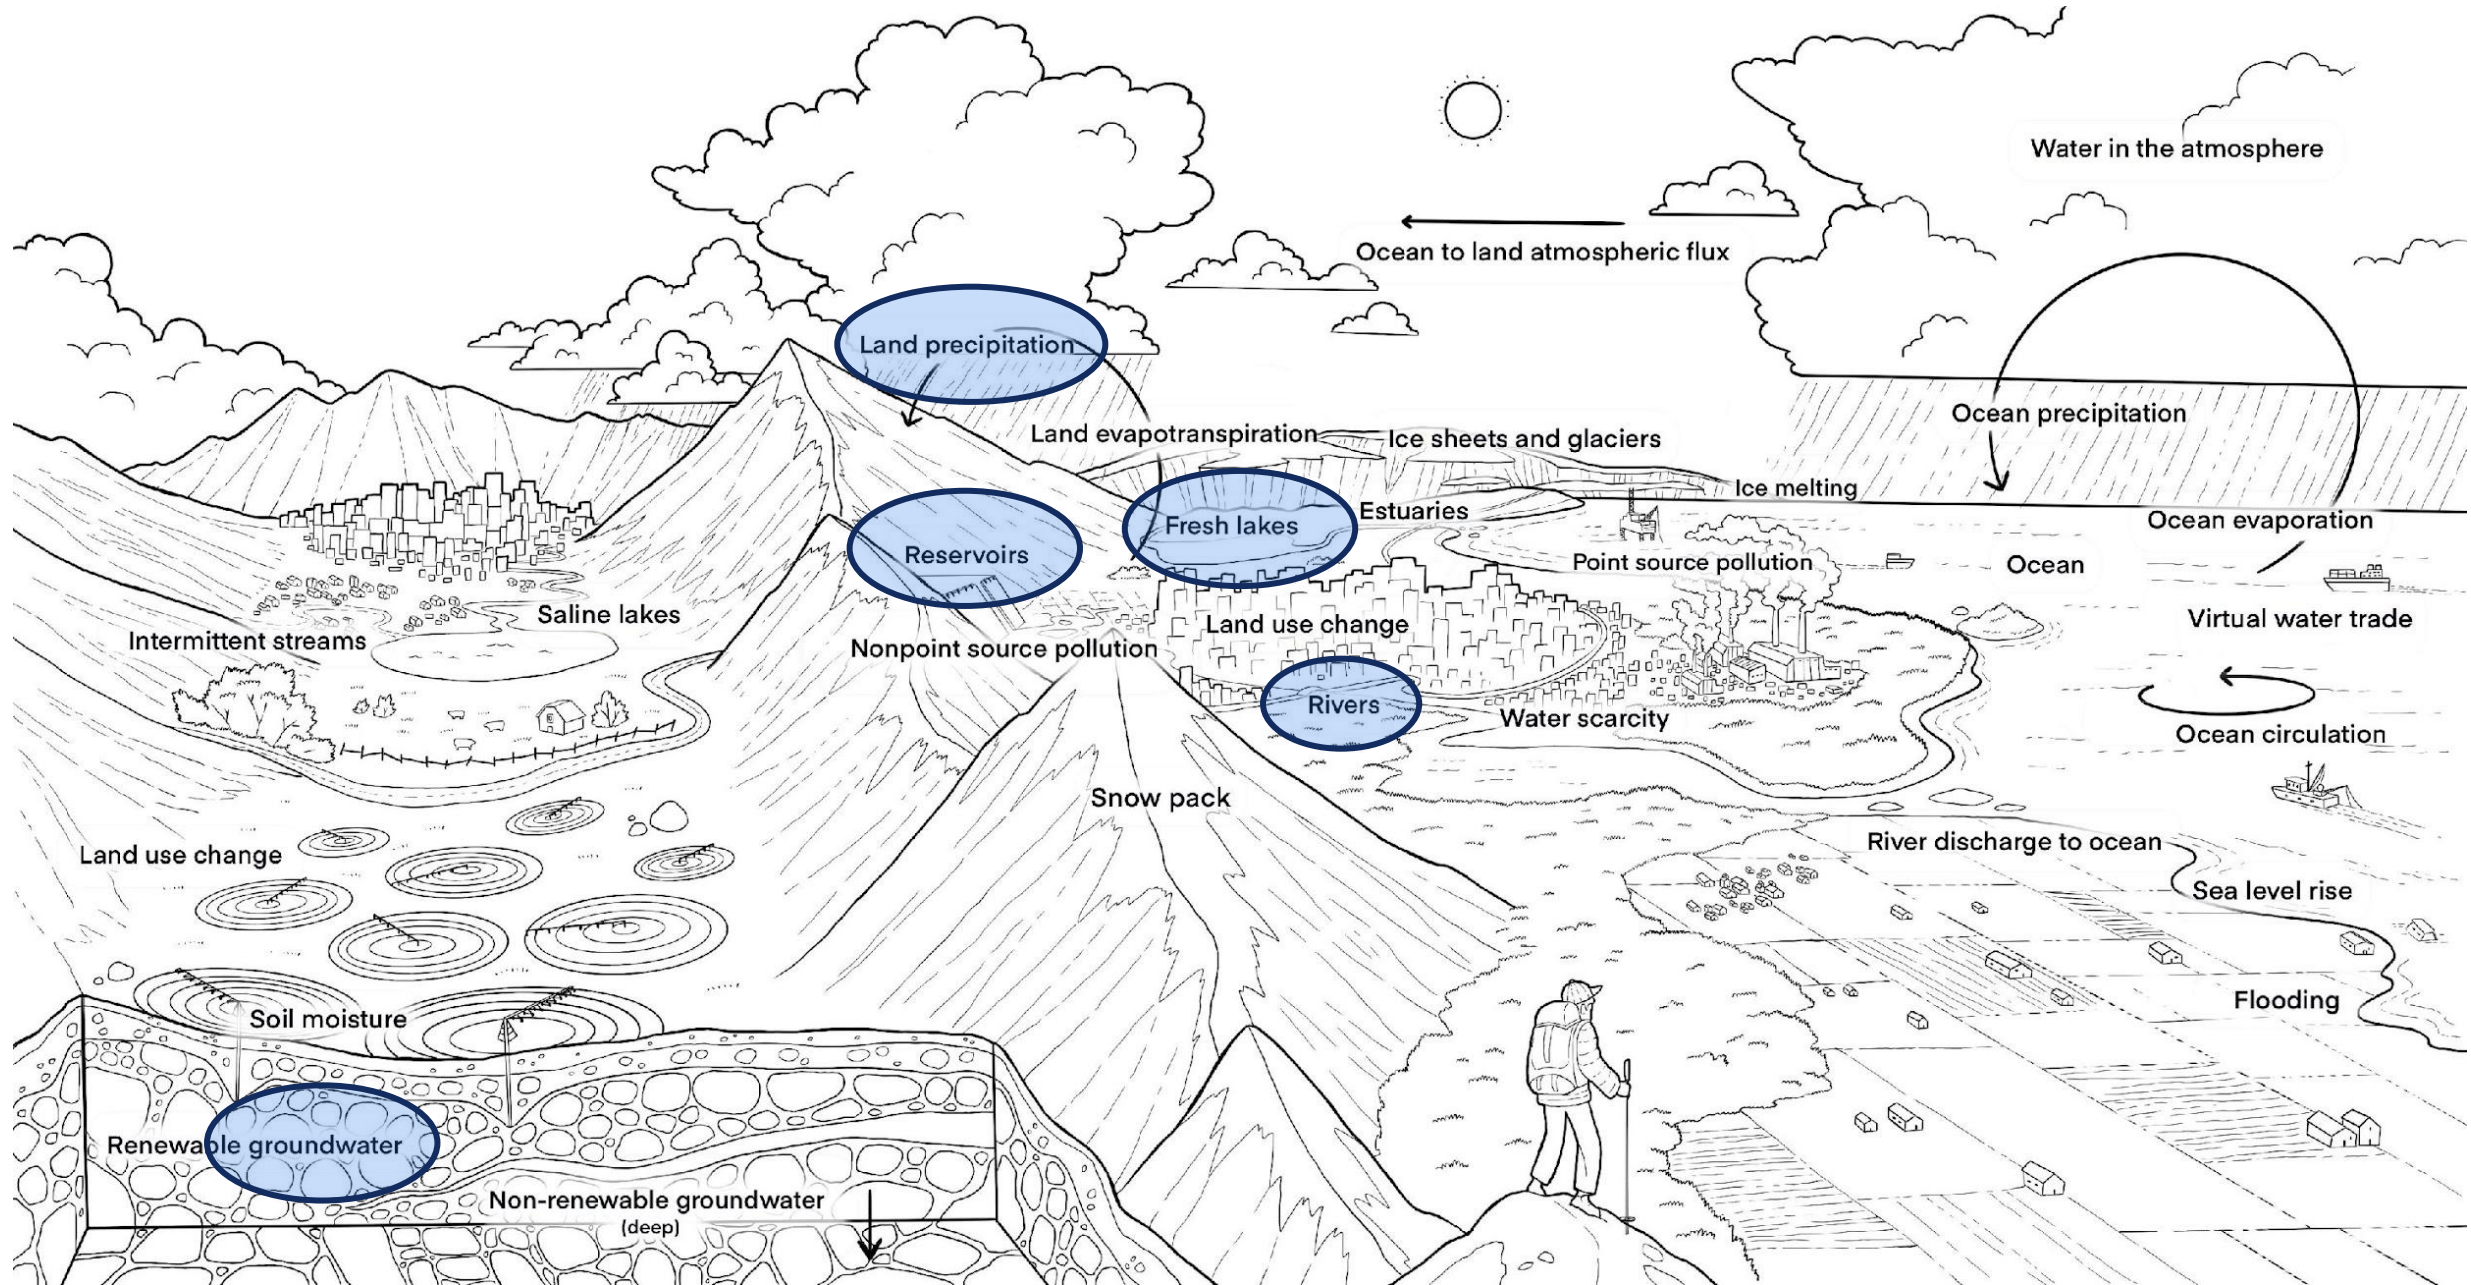 Water in the atmosphere
Ocean to land atmospheric flux
Land precipitation
Ocean precipitation
Land evapotranspiration
Ice sheets and glaciers
Ice melting
Estuaries
Fresh lakes
Ocean evaporation
Reservoirs
Point source pollution
Ocean
Saline lakes
Land use change
Virtual water trade
Intermittent streams
Nonpoint source pollution
Rivers
Water scarcity
Ocean circulation
Snow pack
River discharge to ocean
Land use change
Sea level rise
Flooding
Soil moisture
Renewable groundwater
Non-renewable groundwater
(deep)